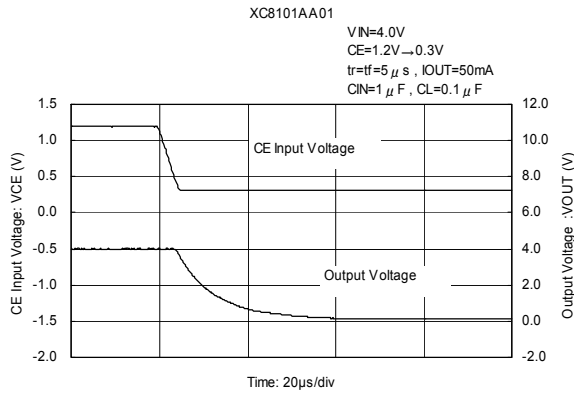 XC8101AA01
VIN=4.0V
CE=1.2V→0.3V
tr=tf=5 μ s , IOUT=50mA
CIN=1 μ F , CL=0.1 μ F
1.5
1.0
0.5
0.0
-0.5
-1.0
-1.5
-2.0
CE Input Voltage: VCE (V)
CE Input Voltage
Output Voltage
12.0
10.0
8.0
6.0
4.0
2.0
0.0
-2.0
Output Voltage :VOUT (V)
Time: 20μs/div